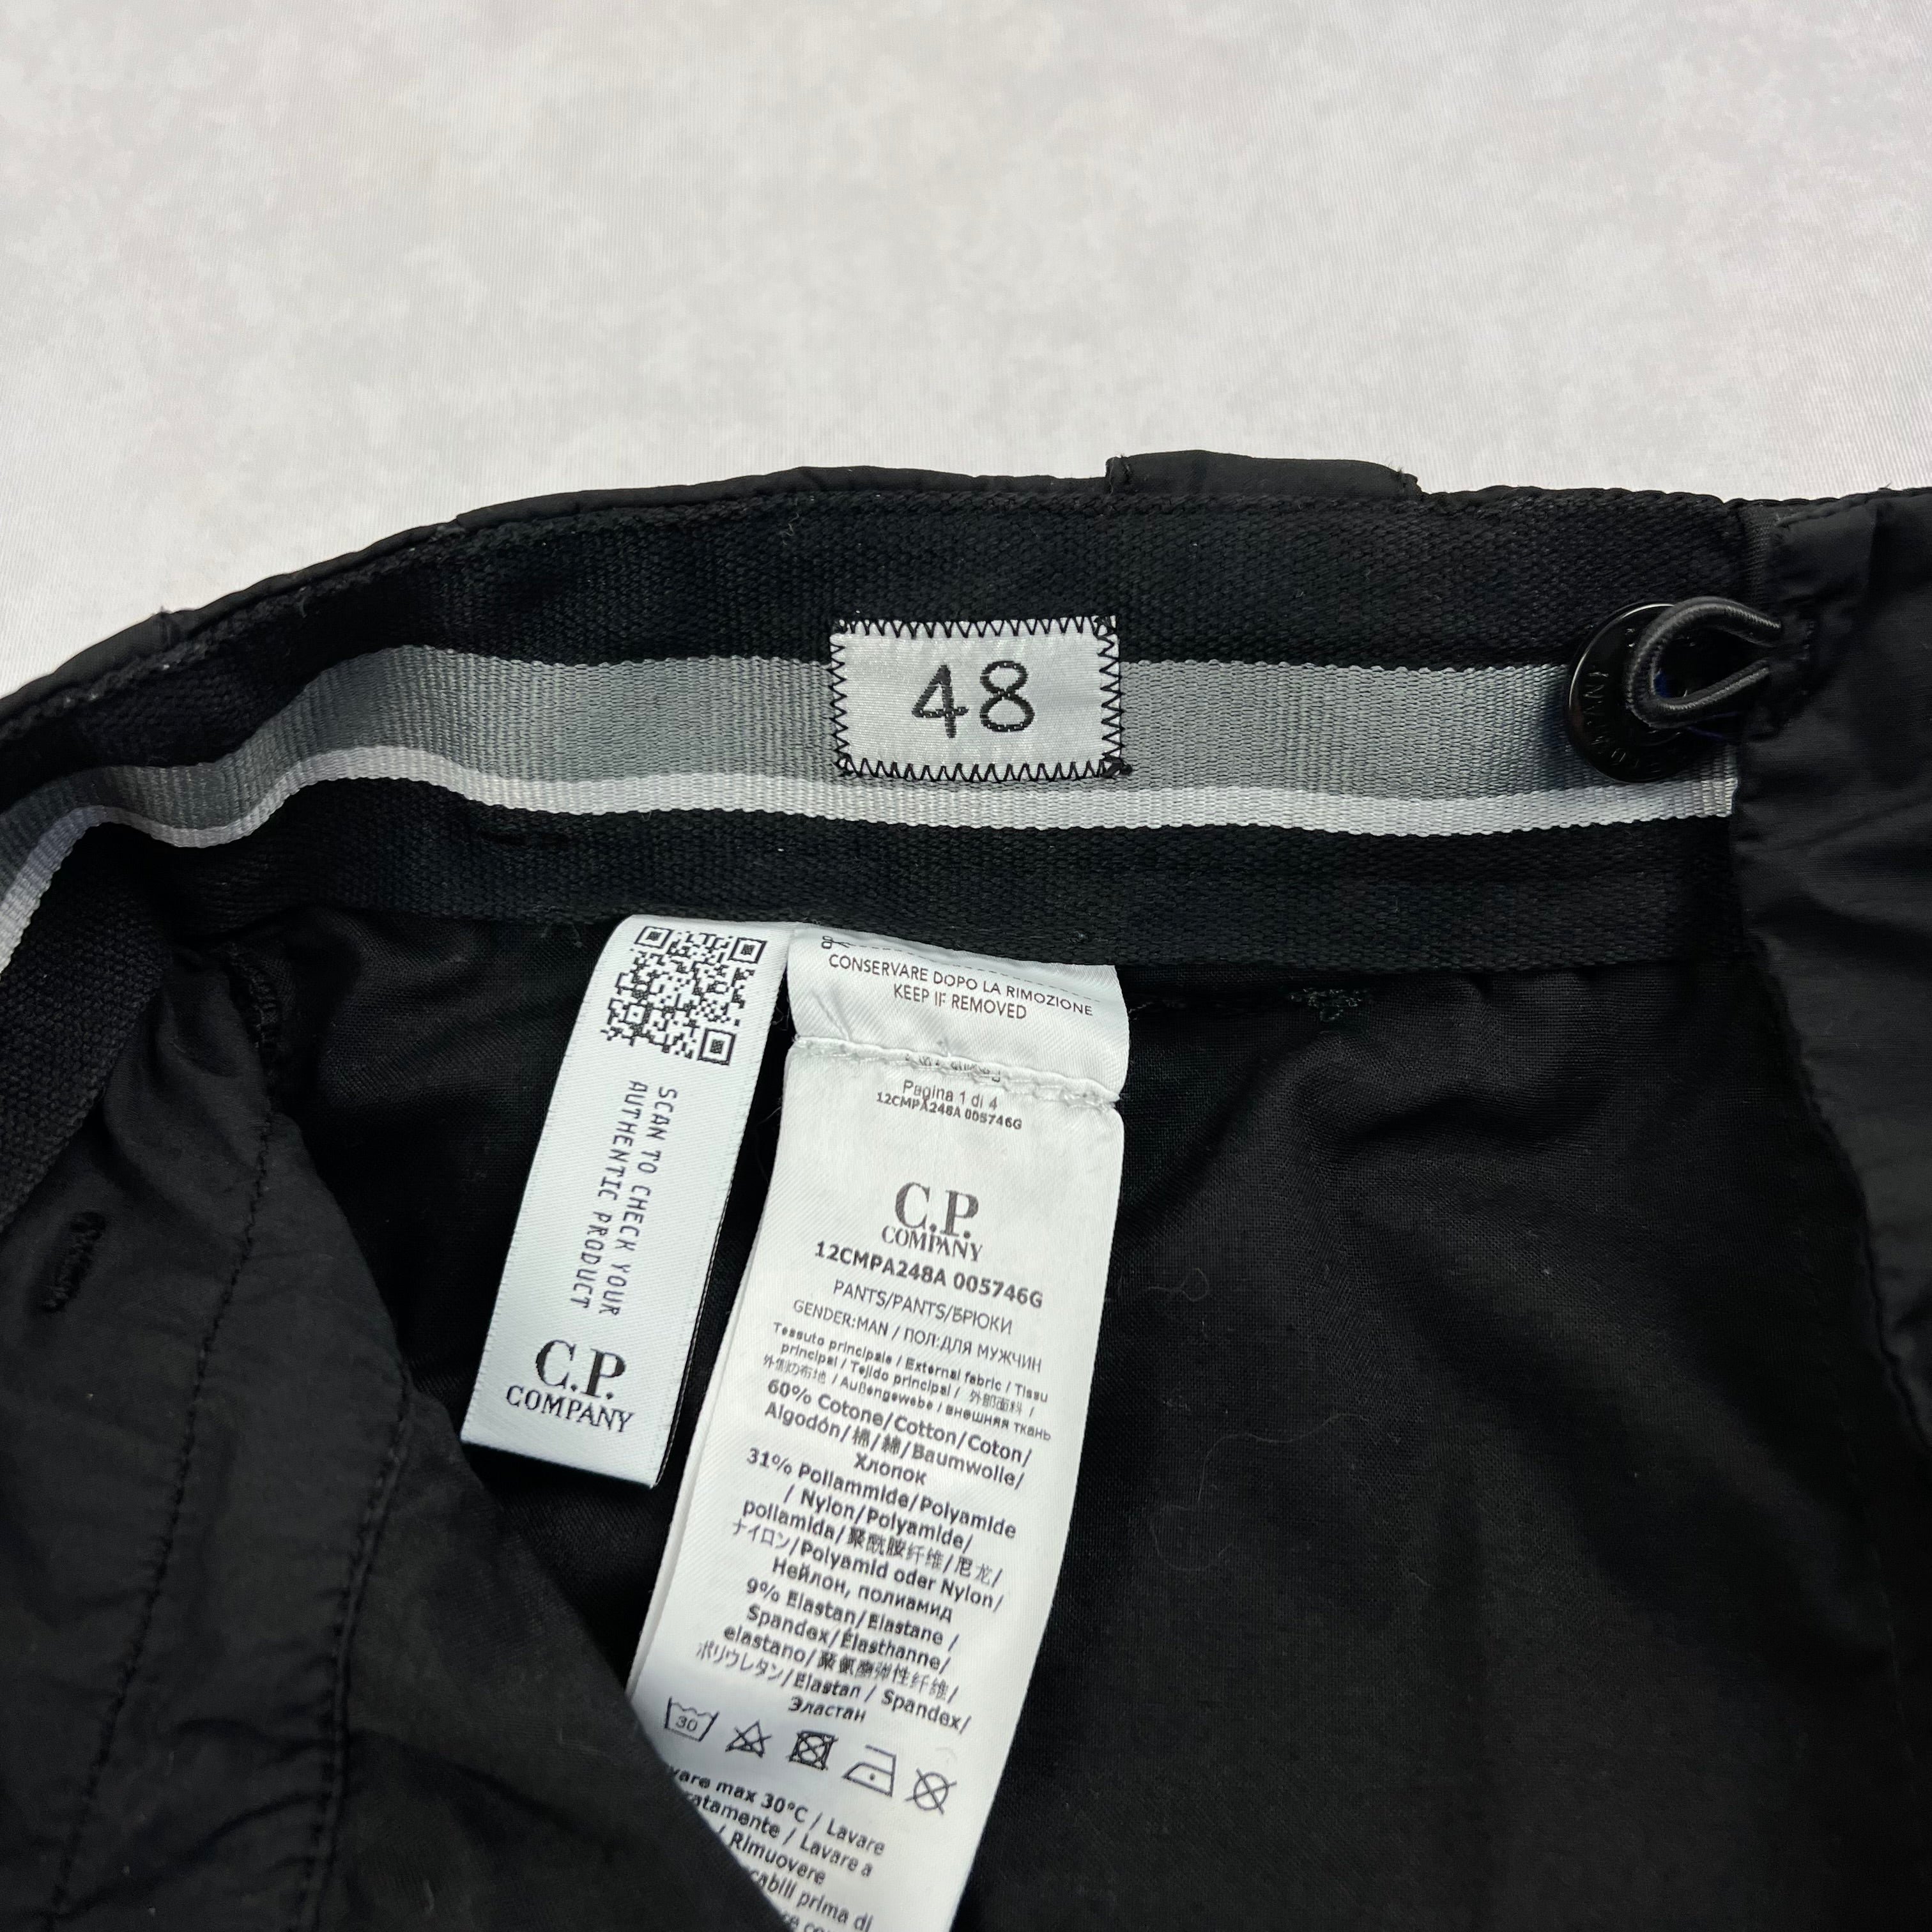 48
SCAN TO CHECK YOUR
AUTHENTIC PRODUCT
C.P.
COMPANY
CONSERVARE DOPO LA RIMOZIONE
KEEP IF REMOVED
Pagina 1 di 4
12CMPA248A 005746G
C.P.
COMPANY
12CMPA248A 005746G
PANTS/PANTS/БРЮКИ
GENDER:MAN / ПОЛ:ДЛЯ МУЖЧИН
Tessuto principale / External fabric / Tissu
principal / Tejido principal / 外部面料 /
外側の布地 / Außengewebe / внешняя ткань
60% Cotone/Cotton/Coton/
Algodón/棉/綿/Baumwolle/
Хлопок
31% Poliammide/Polyamide
/ Nylon/Polyamide/
poliamida/聚酰胺纤维/尼龙/
ナイロン/Polyamid oder Nylon/
Нейлон, полиамид
9% Elastan/Elastane /
Spandex/Élasthanne/
elastano/聚氨酯弹性纤维/
ポリウレタン/Elastan / Spandex/
Эластан
30
max 30°C / Lavare
/ Lavare a
/ Rimuovere
prima di